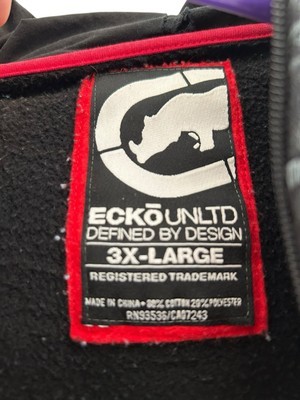 ECKŌ UNLTD
DEFINED BY DESIGN
3X-LARGE
REGISTERED TRADEMARK
MADE IN CHINA • 80% COTTON 20% POLYESTER
RN93536/CA07243